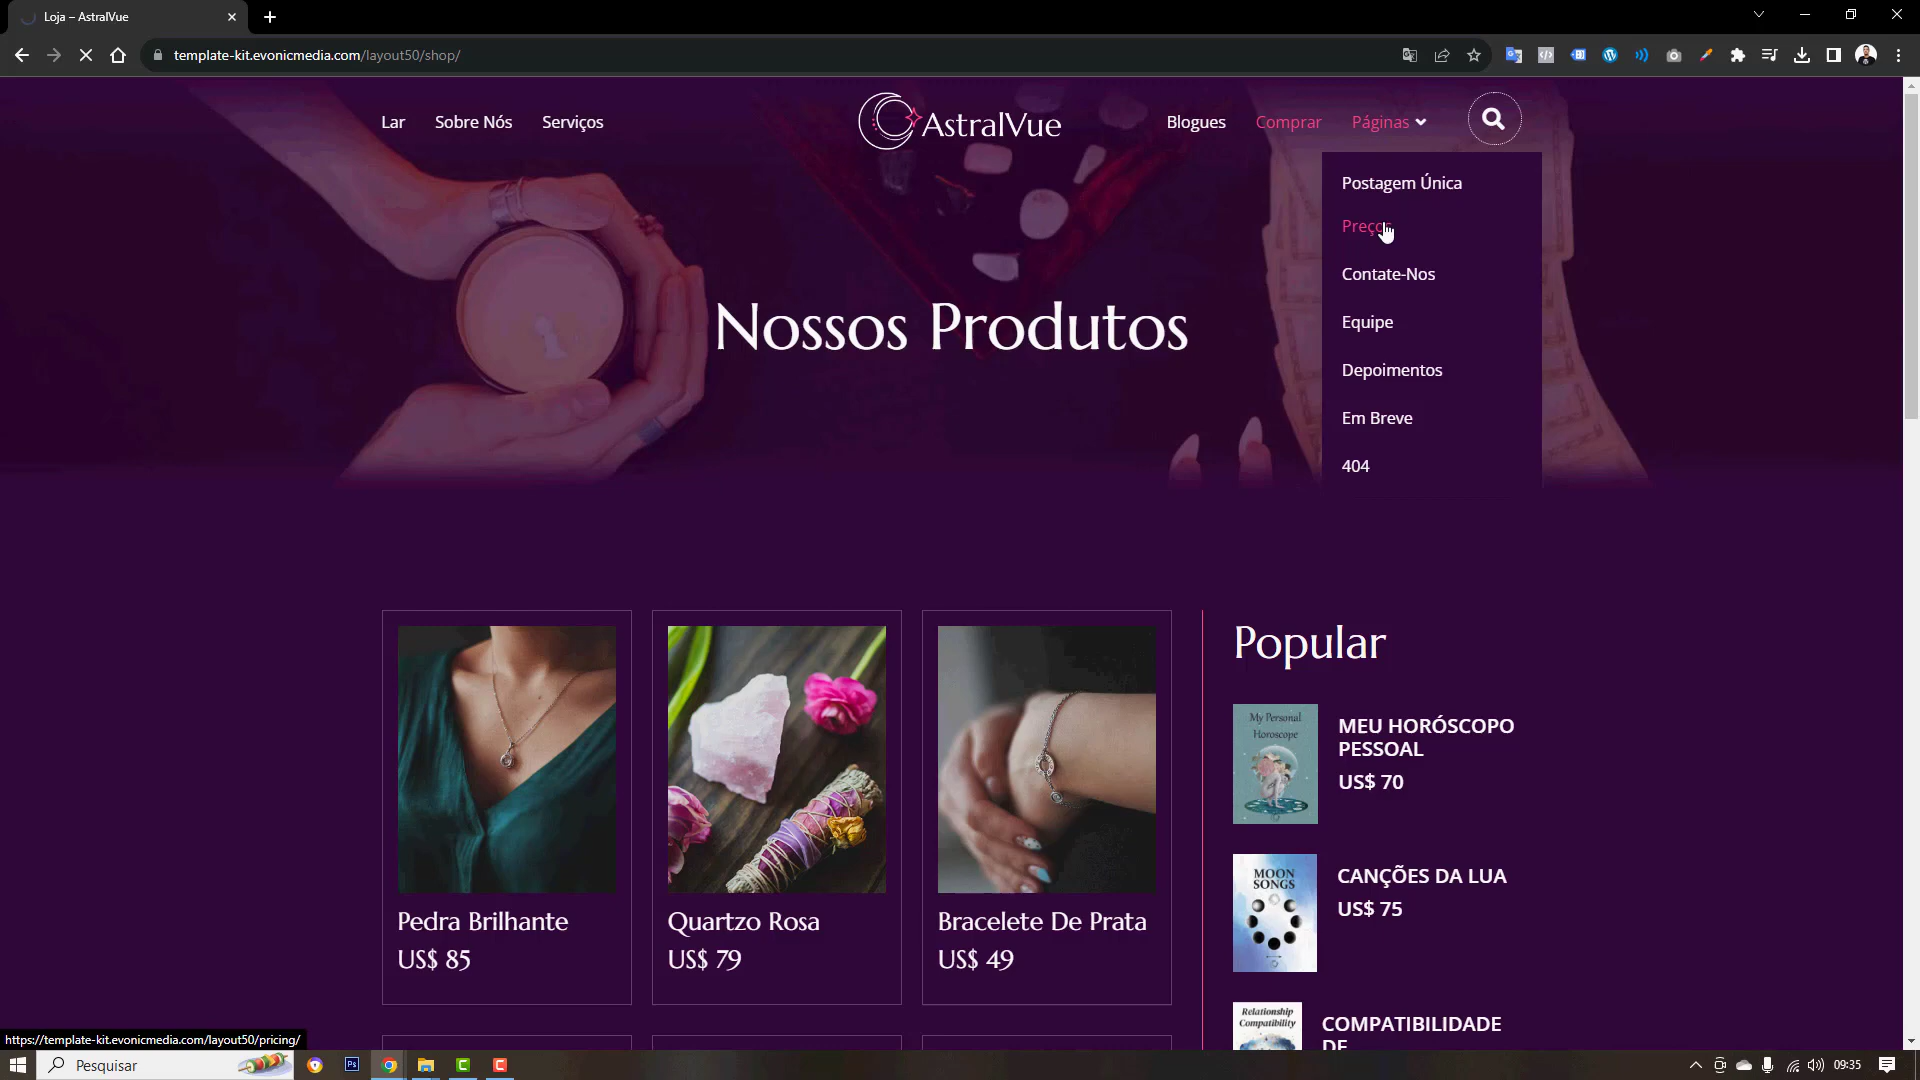 Loja – AstralVue
template-kit.evonicmedia.com/layout50/shop/
Lar
Sobre Nós
Serviços
AstralVue
Blogues
Comprar
Páginas
Postagem Única
Contate-Nos
Equipe
Depoimentos
Em Breve
404
Nossos Produtos
Pedra Brilhante
US$ 85
Quartzo Rosa
US$ 79
Bracelete De Prata
US$ 49
Popular
My Personal
Horoscope
MEU HORÓSCOPO
PESSOAL
US$ 70
MOON
SONGS
CANÇÕES DA LUA
US$ 75
Relationship
Compatibility
COMPATIBILIDADE
DE
https://template-kit.evonicmedia.com/layout50/pricing/
Pesquisar
Ps
09:35